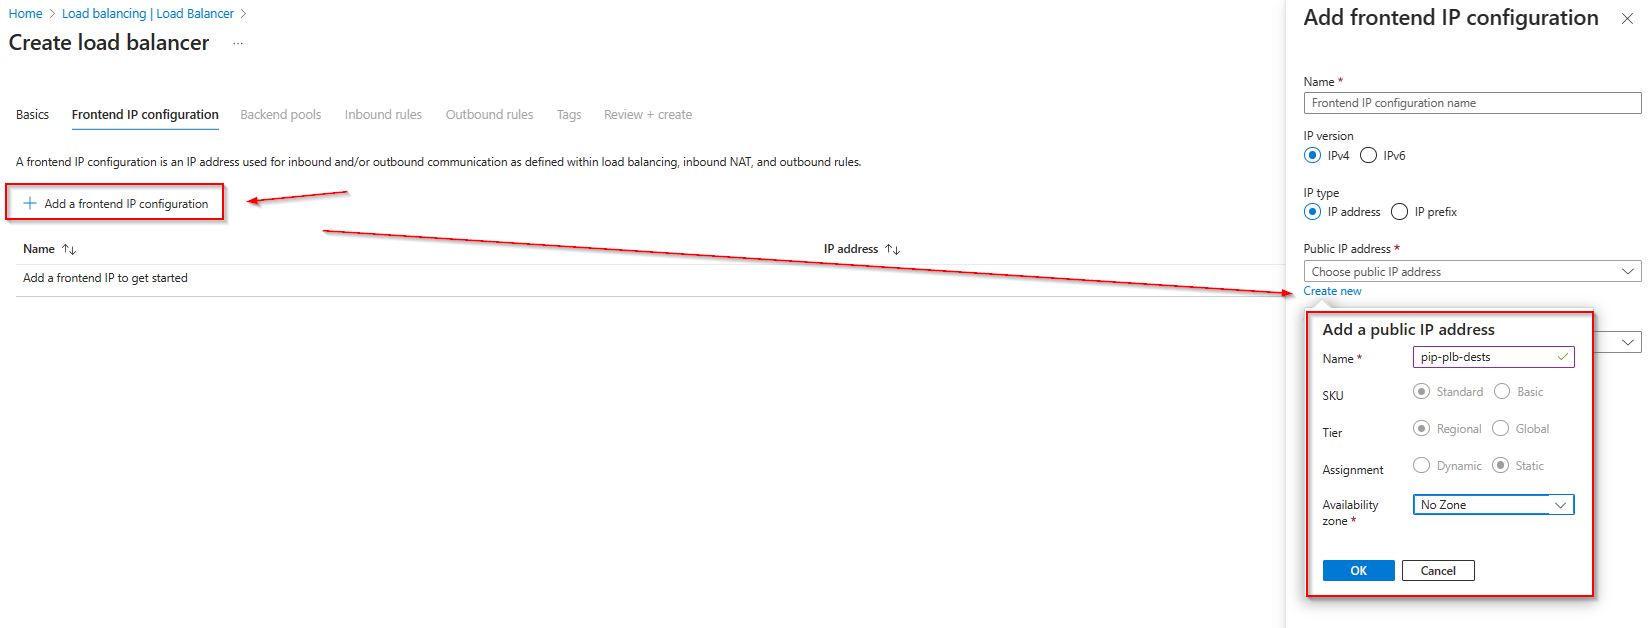 Home > Load balancing | Load Balancer >
Create load balancer ...
Basics Frontend IP configuration Backend pools Inbound rules Outbound rules Tags Review + create
A frontend IP configuration is an IP address used for inbound and/or outbound communication as defined within load balancing, inbound NAT, and outbound rules.
+ Add a frontend IP configuration
Name ↑↓ IP address ↑↓
Add a frontend IP to get started
Add frontend IP configuration
Name *
Frontend IP configuration name
IP version
IPv4 IPv6
IP type
IP address IP prefix
Public IP address *
Choose public IP address
Create new
Add a public IP address
Name * pip-plb-dests
SKU Standard Basic
Tier Regional Global
Assignment Dynamic Static
Availability
zone * No Zone
OK Cancel